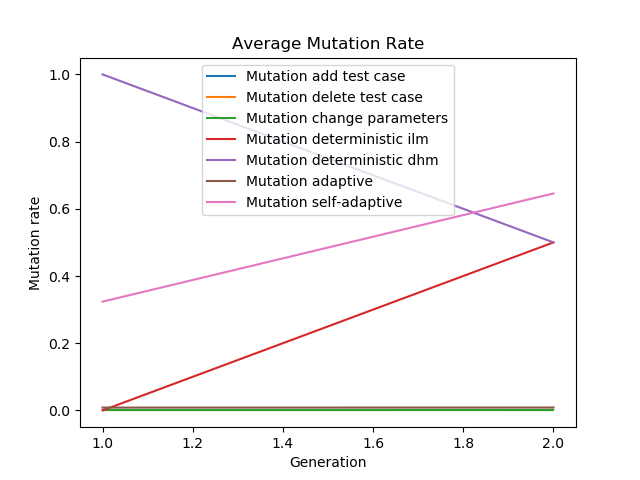 Average Mutation Rate
Mutation add test case
Mutation delete test case
Mutation change parameters
Mutation deterministic ilm
Mutation deterministic dhm
Mutation adaptive
Mutation self-adaptive
Mutation rate
1.0
0.8
0.6
0.4
0.2
0.0
1.0 1.2 1.4 1.6 1.8 2.0
Generation